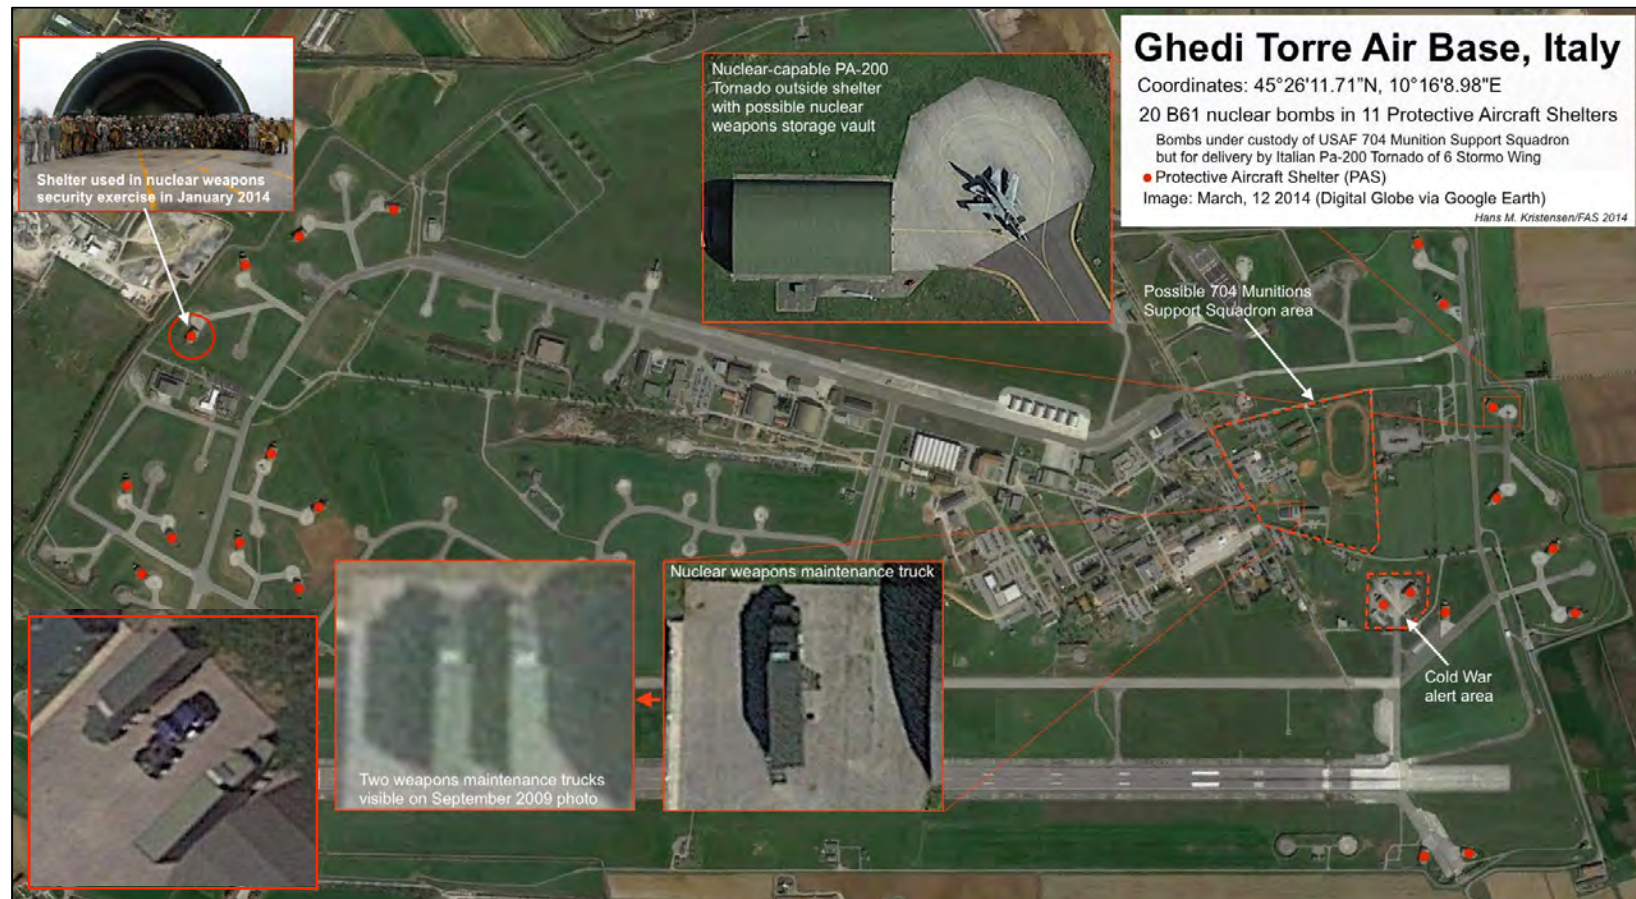 Ghedi Torre Air Base, Italy
Coordinates: 45°26'11.71”N, 10°16'8.98"E
20 B61 nuclear bombs in 11 Protective Aircraft Shelters
Bombs under custody of USAF 704 Munition Support Squadron
but for delivery by Italian Pa-200 Tornado of 6 Stormo Wing
Protective Aircraft Shelter (PAS)
Image: March, 12 2014 (Digital Globe via Google Earth)
Hans M. Kristensen/FAS 2014
Shelter used in nuclear weapons
security exercise in January 2014
Nuclear-capable PA-200
Tornado outside shelter
with possible nuclear
weapons storage vault
Possible 704 Munitions
Support Squadron area
Nuclear weapons maintenance truck
Two weapons maintenance trucks
visible on September 2009 photo
Cold War
alert area